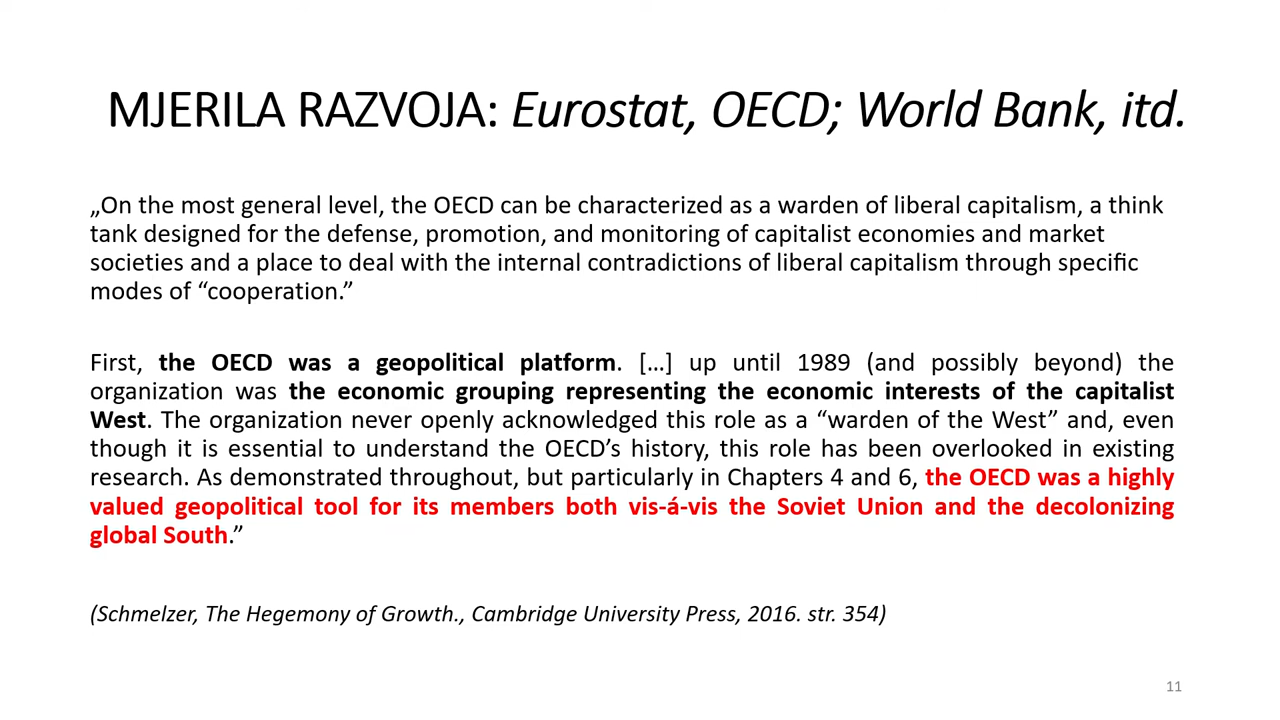 MJERILA RAZVOJA: Eurostat, OECD; World Bank, itd.
„On the most general level, the OECD can be characterized as a warden of liberal capitalism, a think
tank designed for the defense, promotion, and monitoring of capitalist economies and market
societies and a place to deal with the internal contradictions of liberal capitalism through specific
modes of “cooperation.”
First, the OECD was a geopolitical platform. […] up until 1989 (and possibly beyond) the
organization was the economic grouping representing the economic interests of the capitalist
West. The organization never openly acknowledged this role as a “warden of the West” and, even
though it is essential to understand the OECD’s history, this role has been overlooked in existing
research. As demonstrated throughout, but particularly in Chapters 4 and 6, the OECD was a highly
valued geopolitical tool for its members both vis-á-vis the Soviet Union and the decolonizing
global South.”
(Schmelzer, The Hegemony of Growth., Cambridge University Press, 2016. str. 354)
11